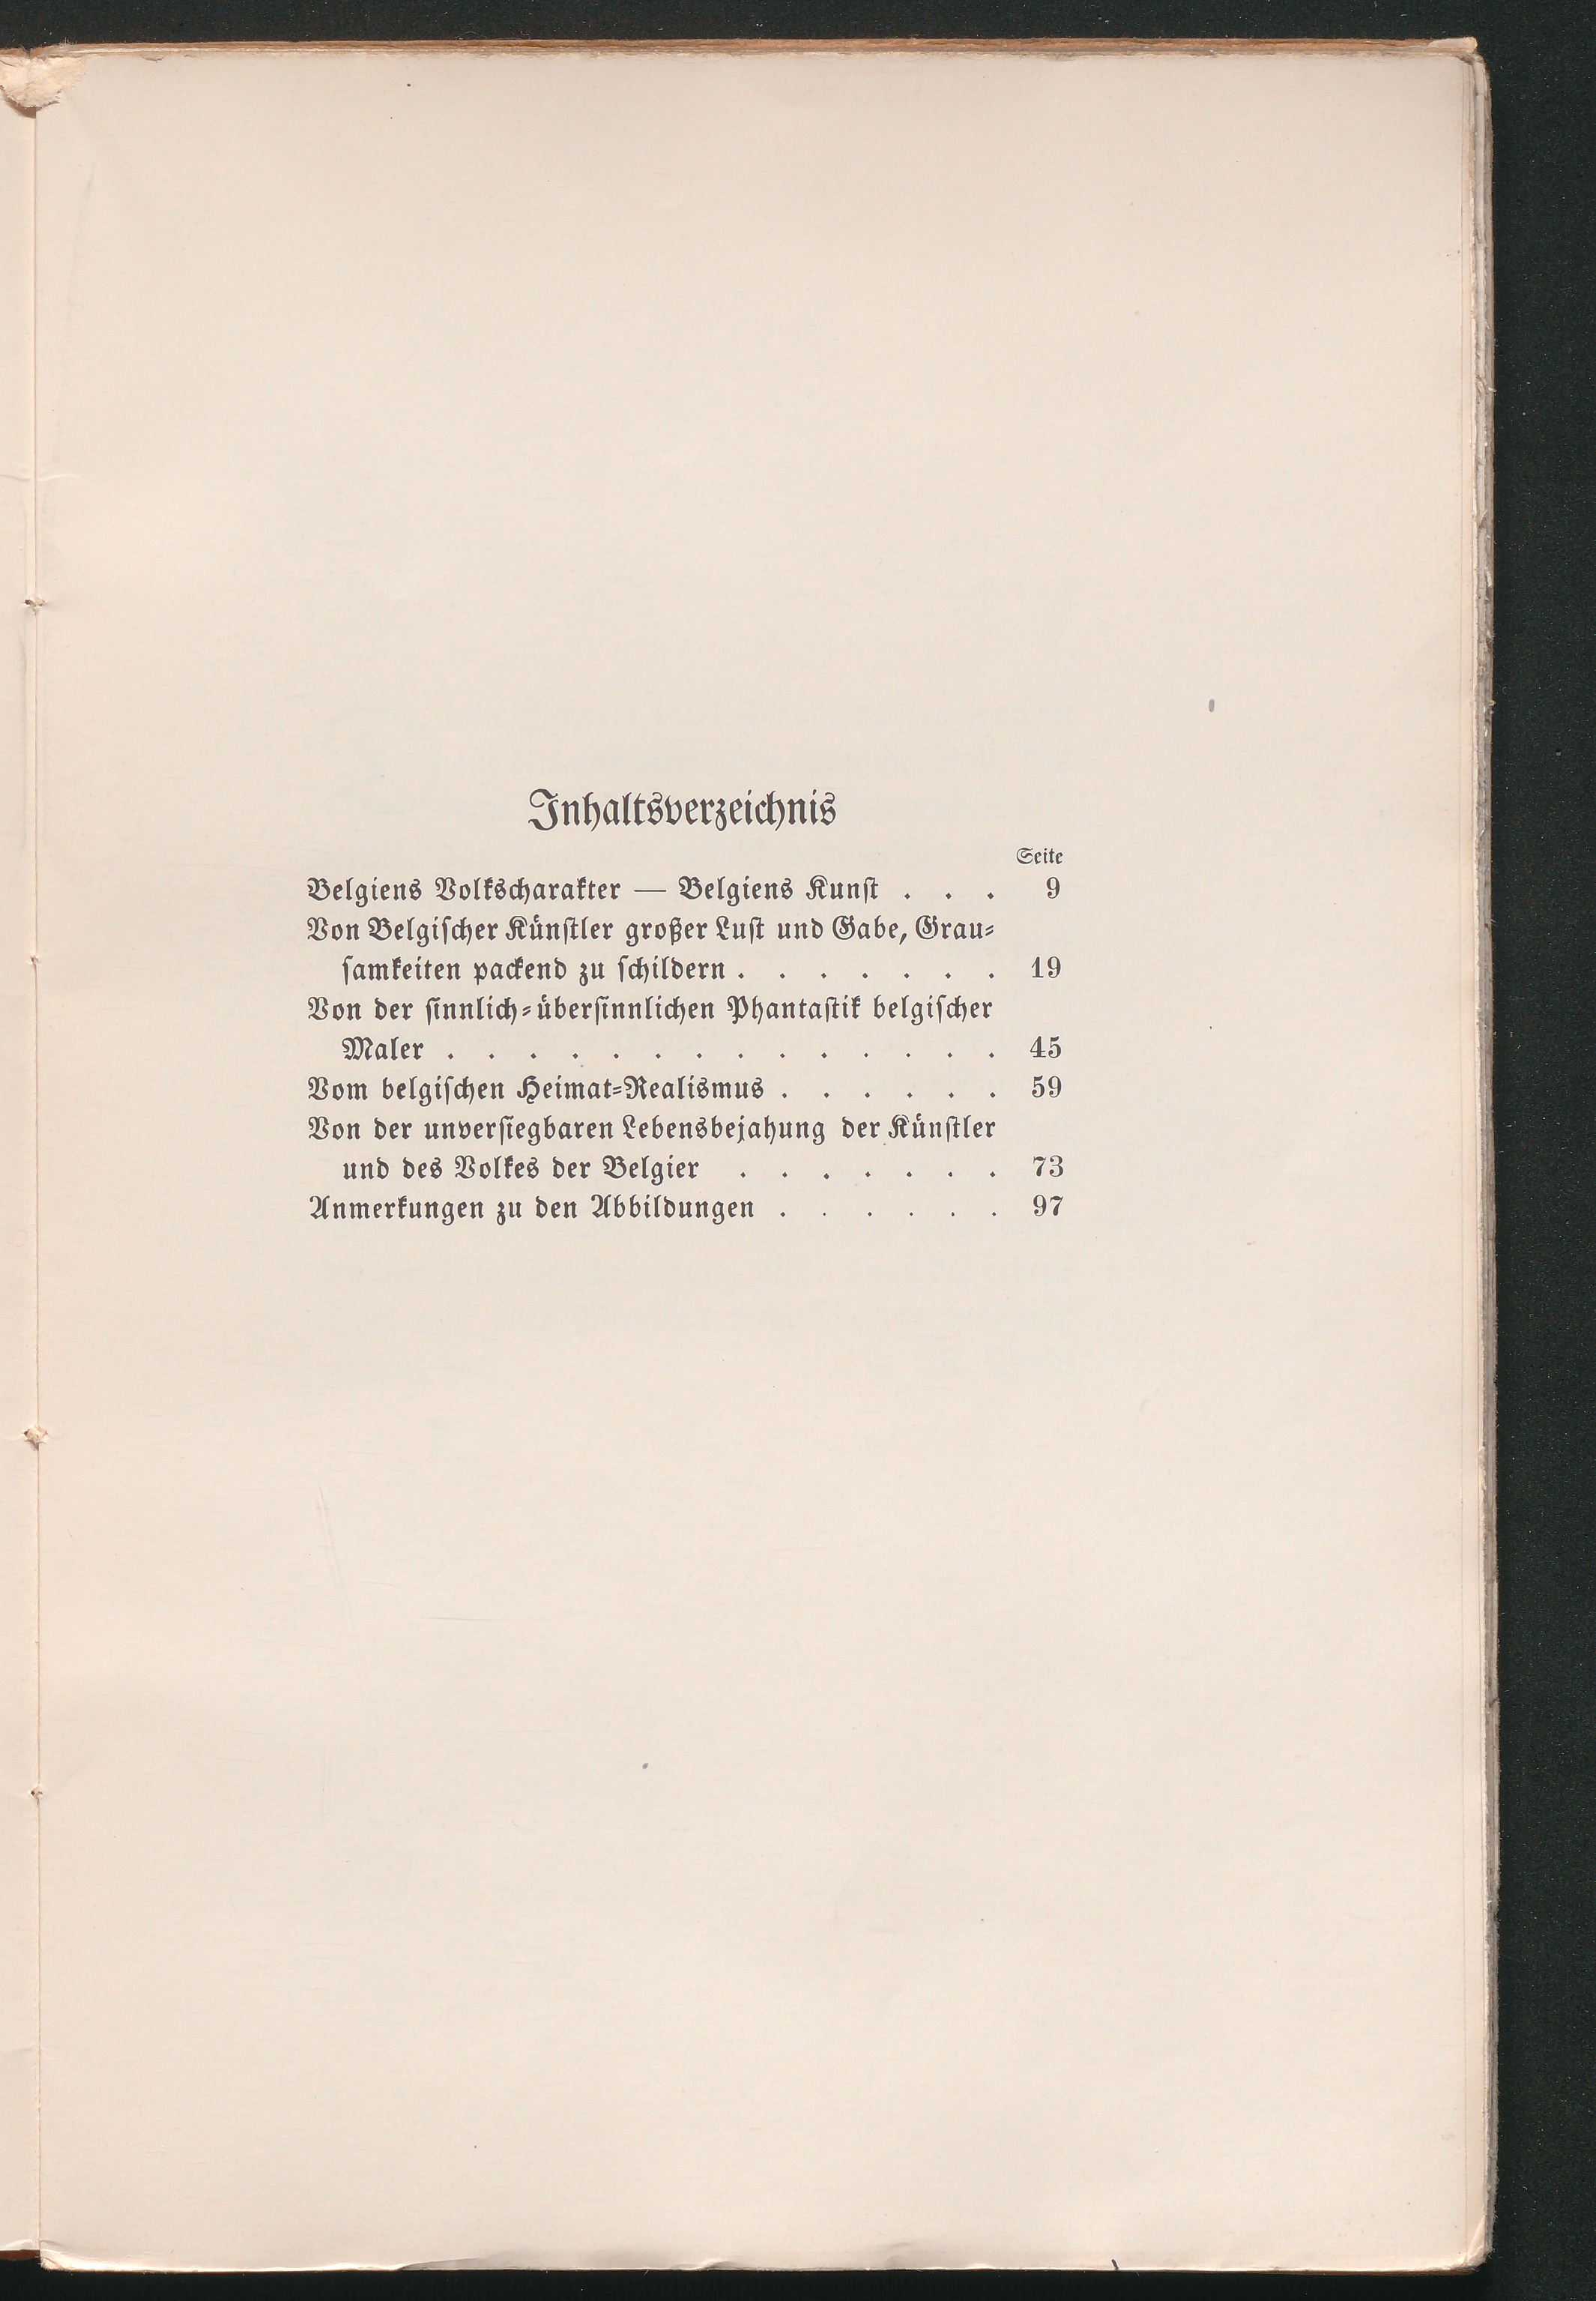 Inhaltsverzeichnis
Seite
Belgiens Volkscharakter — Belgiens Kunst . . . 9
Von Belgischer Künstler großer Lust und Gabe, Grau-
ſamkeiten packend zu ſchildern . . . . . . . 19
Von der ſinnlich-überſinnlichen Phantaſtik belgiſcher
Maler . . . . . . . . . . . . . . 45
Vom belgiſchen Heimat-Realismus . . . . . . 59
Von der unverſiegbaren Lebensbejahung der Künſtler
und des Volkes der Belgier . . . . . . . 73
Anmerkungen zu den Abbildungen . . . . . . 97